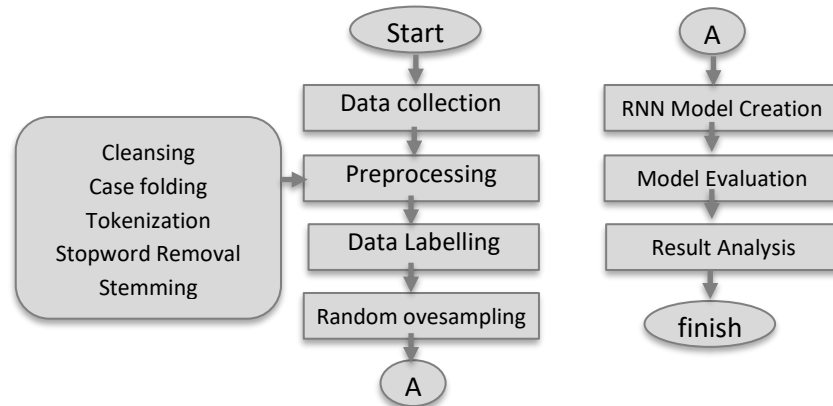 Start
Data collection
Cleansing
Case folding
Tokenization
Stopword Removal
Stemming
Preprocessing
Data Labelling
Random ovesampling
A
A
RNN Model Creation
Model Evaluation
Result Analysis
finish